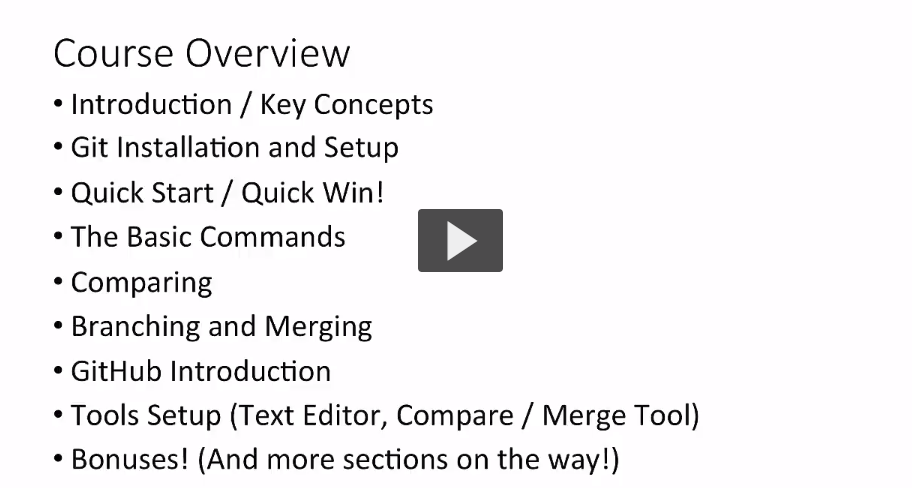 Course Overview
• Introduction / Key Concepts
• Git Installation and Setup
• Quick Start / Quick Win!
• The Basic Commands
• Comparing
• Branching and Merging
• GitHub Introduction
• Tools Setup (Text Editor, Compare / Merge Tool)
• Bonuses! (And more sections on the way!)